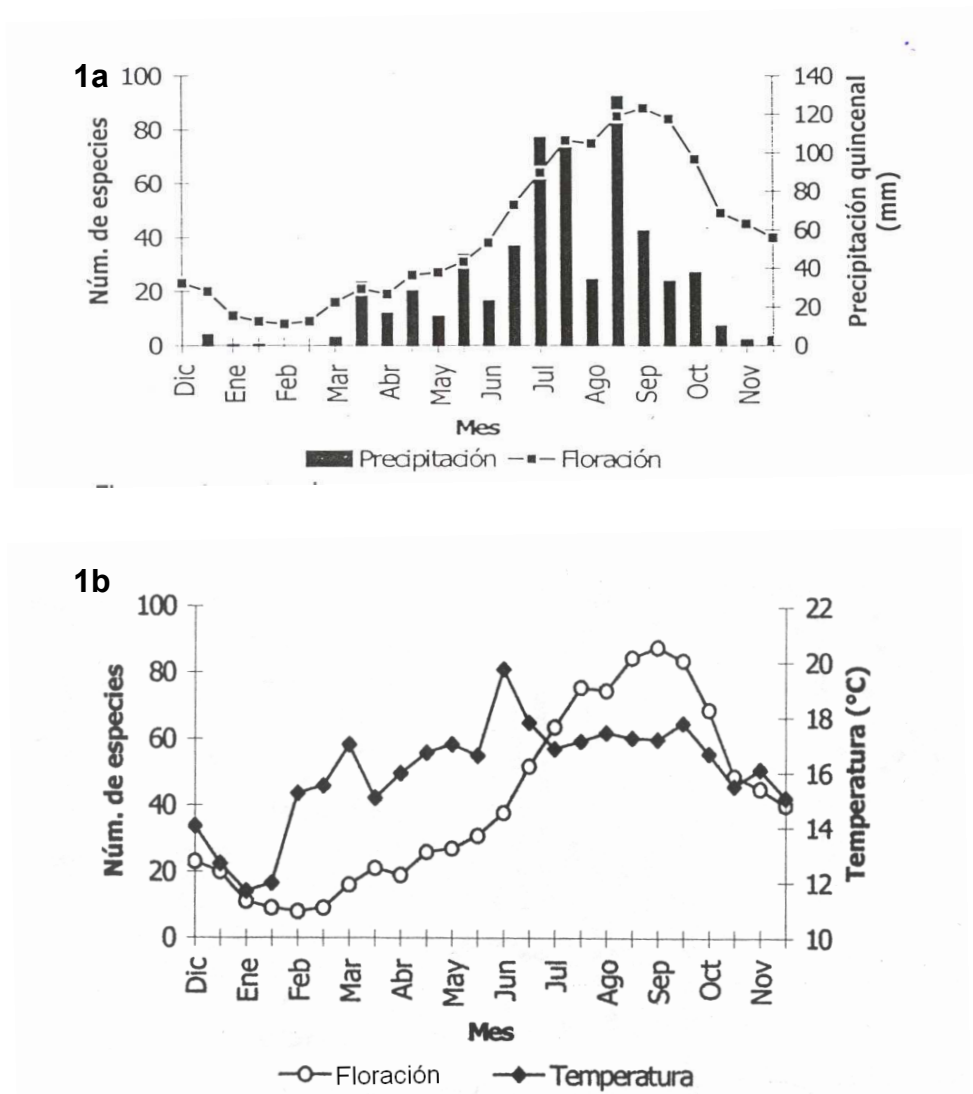 1a
Núm. de especies
100
80
60
40
20
0
140
120
100
80
60
40
20
0
Precipitación quincenal
(mm)
Dic Ene Feb Mar Abr May Jun Jul Ago Sep Oct Nov
Mes
Precipitación Floración
1b
Núm. de especies
100
80
60
40
20
0
22
20
18
16
14
12
10
Temperatura (°C)
Dic Ene Feb Mar Abr May Jun Jul Ago Sep Oct Nov
Mes
Floración Temperatura